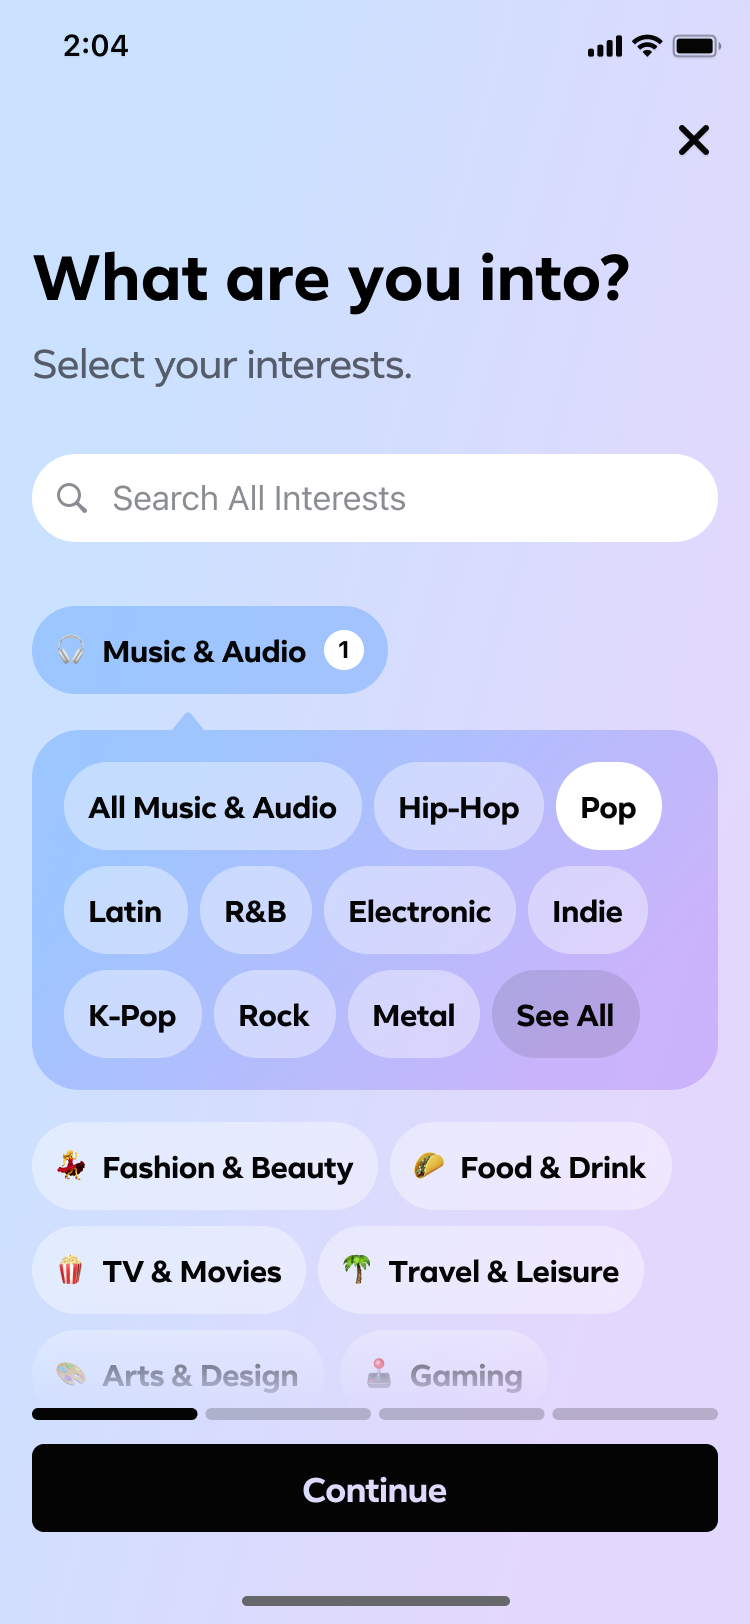 2:04
What are you into?
Select your interests.
Search All Interests
Music & Audio 1
All Music & Audio Hip-Hop Pop
Latin R&B Electronic Indie
K-Pop Rock Metal See All
Fashion & Beauty Food & Drink
TV & Movies Travel & Leisure
Arts & Design Gaming
Continue